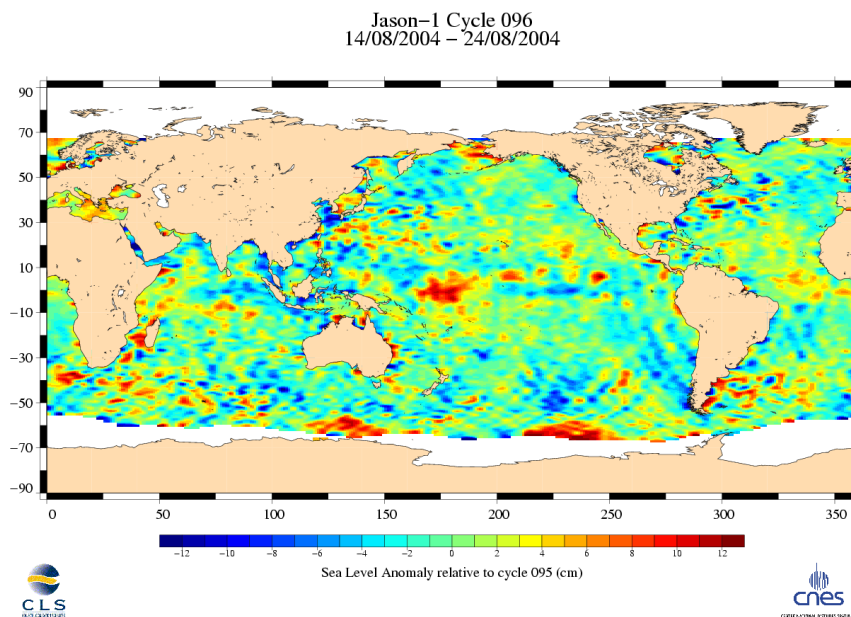 Jason-1 Cycle 096
14/08/2004 - 24/08/2004
90
70
50
30
10
-10
-30
-50
-70
-90
0 50 100 150 200 250 300 350
-12 -10 -8 -6 -4 -2 0 2 4 6 8 10 12
Sea Level Anomaly relative to cycle 095 (cm)
CLS
cnes